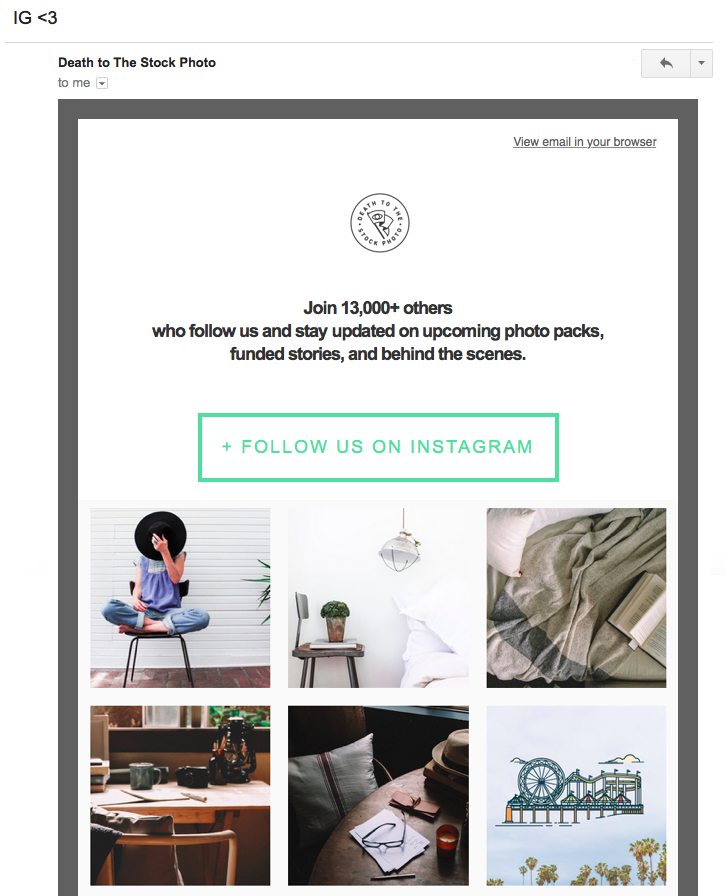 IG <3
Death to The Stock Photo
to me
View email in your browser
DEATH TO THE
STOCK PHOTO
Join 13,000+ others
who follow us and stay updated on upcoming photo packs,
funded stories, and behind the scenes.
+ FOLLOW US ON INSTAGRAM